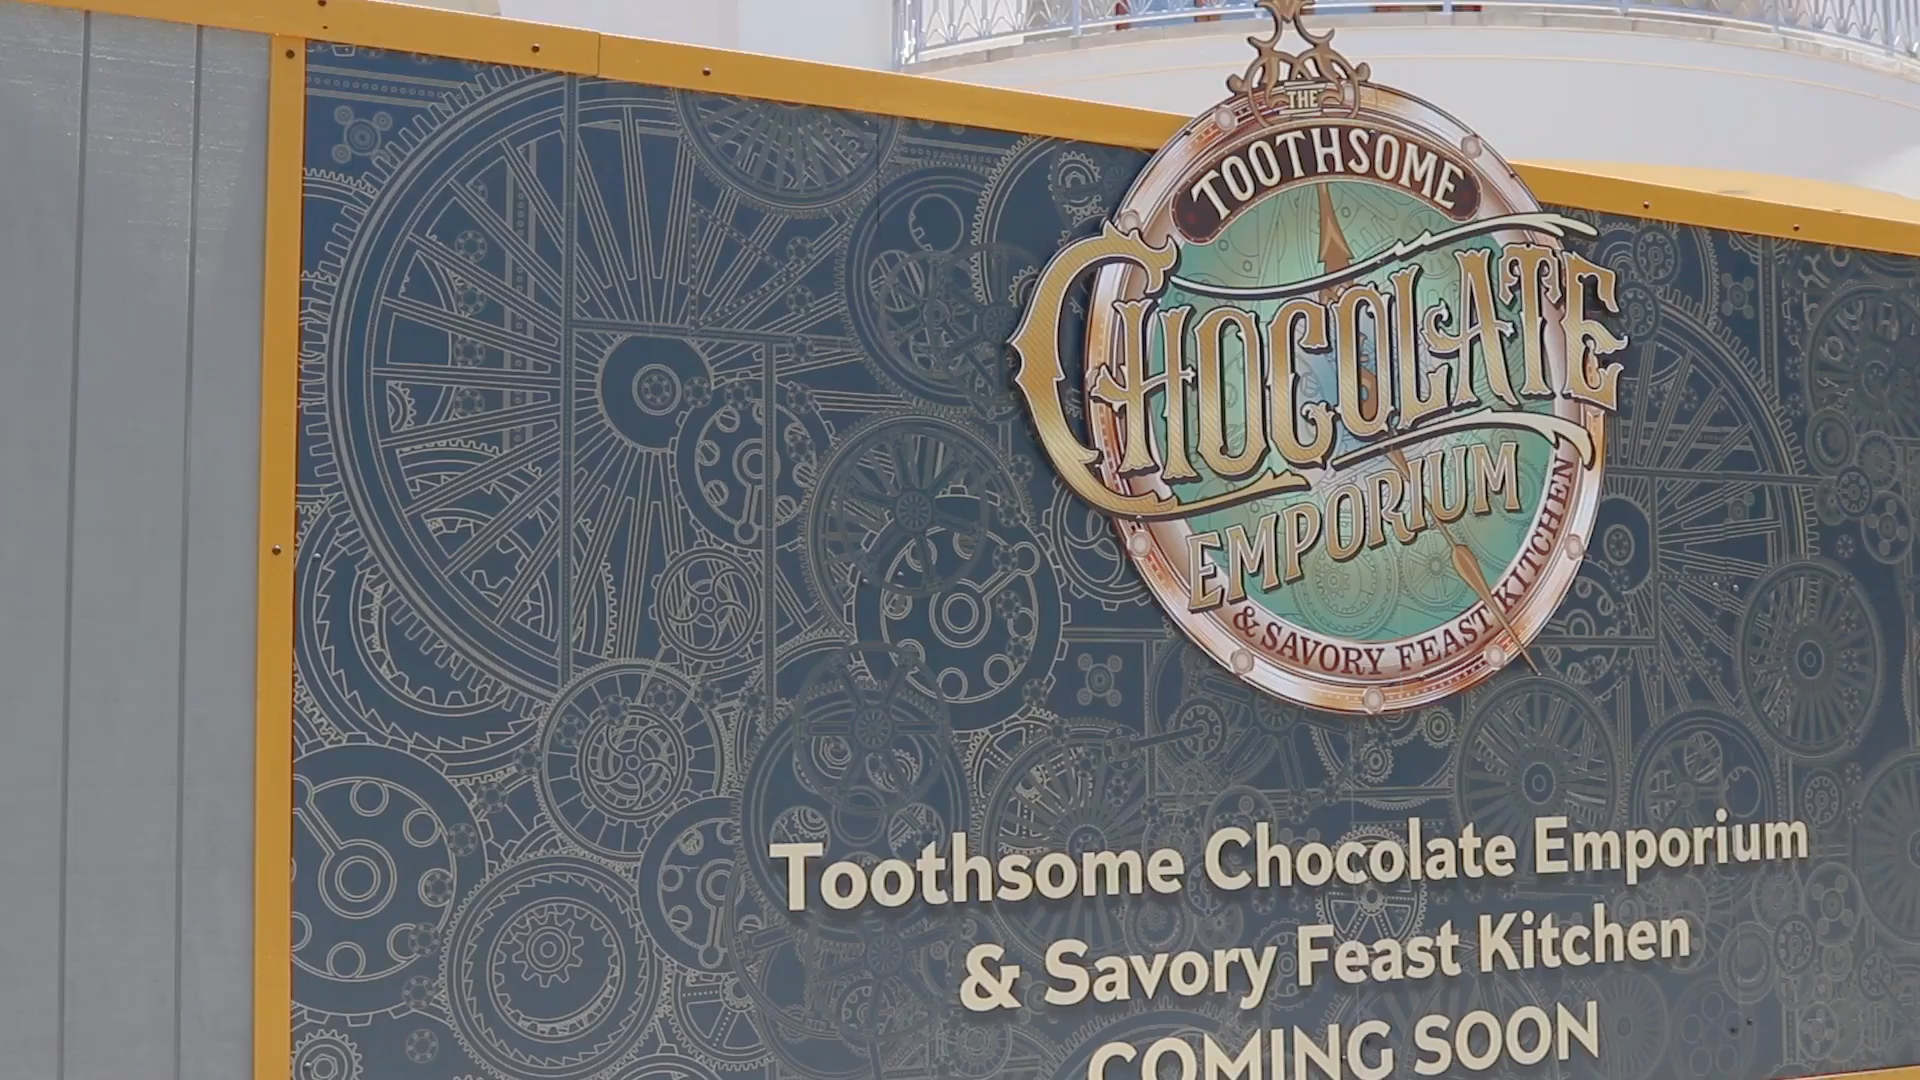 THE
TOOTHSOME
CHOCOLATE
EMPORIUM
& SAVORY FEAST KITCHEN
Toothsome Chocolate Emporium
& Savory Feast Kitchen
COMING SOON